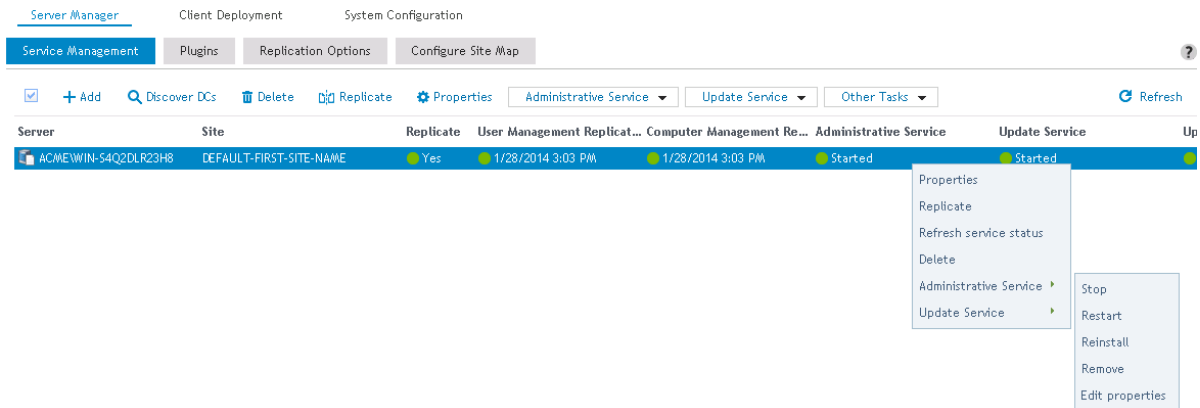 Server Manager Client Deployment System Configuration
Service Management Plugins Replication Options Configure Site Map ?
+ Add Discover DCs Delete Replicate Properties Administrative Service Update Service Other Tasks Refresh
Server Site Replicate User Management Replicat... Computer Management Re... Administrative Service Update Service Up
ACME\WIN-S4Q2DLR23H8 DEFAULT-FIRST-SITE-NAME Yes 1/28/2014 3:03 PM 1/28/2014 3:03 PM Started Started
Properties
Replicate
Refresh service status
Delete
Administrative Service
Update Service
Stop
Restart
Reinstall
Remove
Edit properties